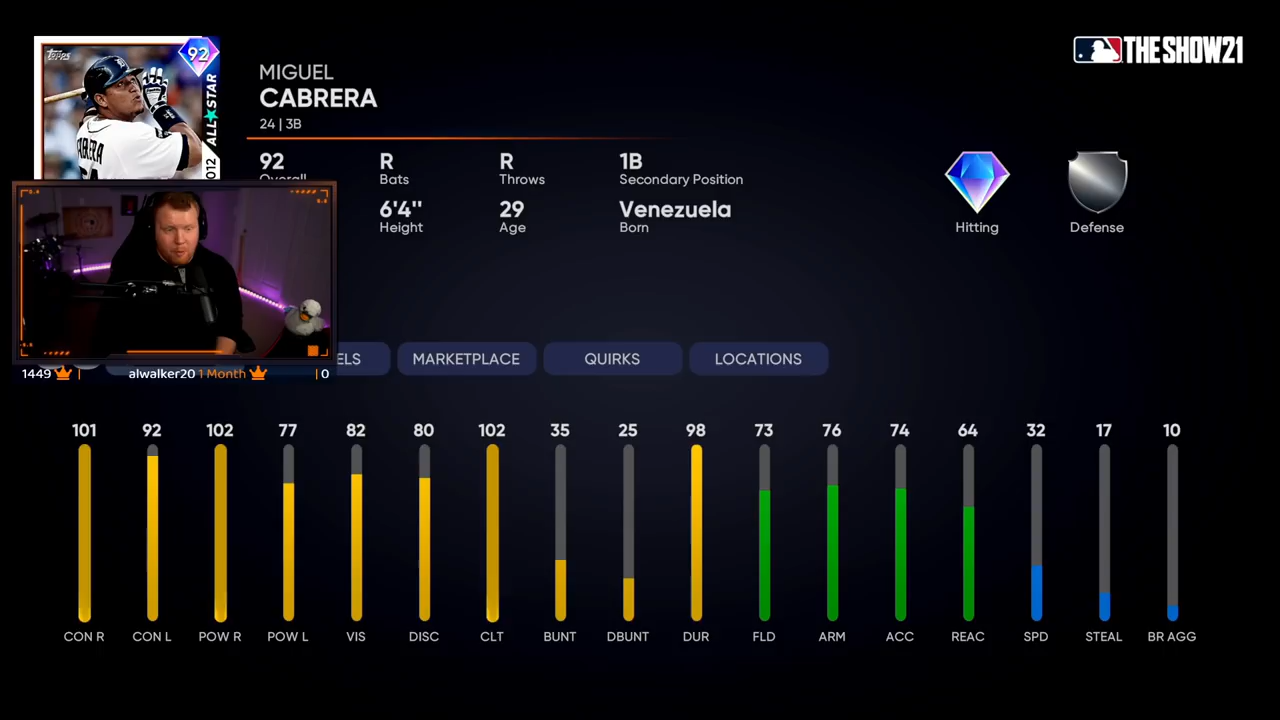 topps
92
2012 ALL★STAR
MLB THE SHOW21
MIGUEL
CABRERA
24 | 3B
92
Overall
R
Bats
R
Throws
1B
Secondary Position
6'4"
Height
29
Age
Venezuela
Born
Hitting
Defense
MARKETPLACE
QUIRKS
LOCATIONS
1449 | alwalker20 1 Month | 0
101 92 102 77 82 80 102 35 25 98 73 76 74 64 32 17 10
CON R CON L POW R POW L VIS DISC CLT BUNT DBUNT DUR FLD ARM ACC REAC SPD STEAL BR AGG